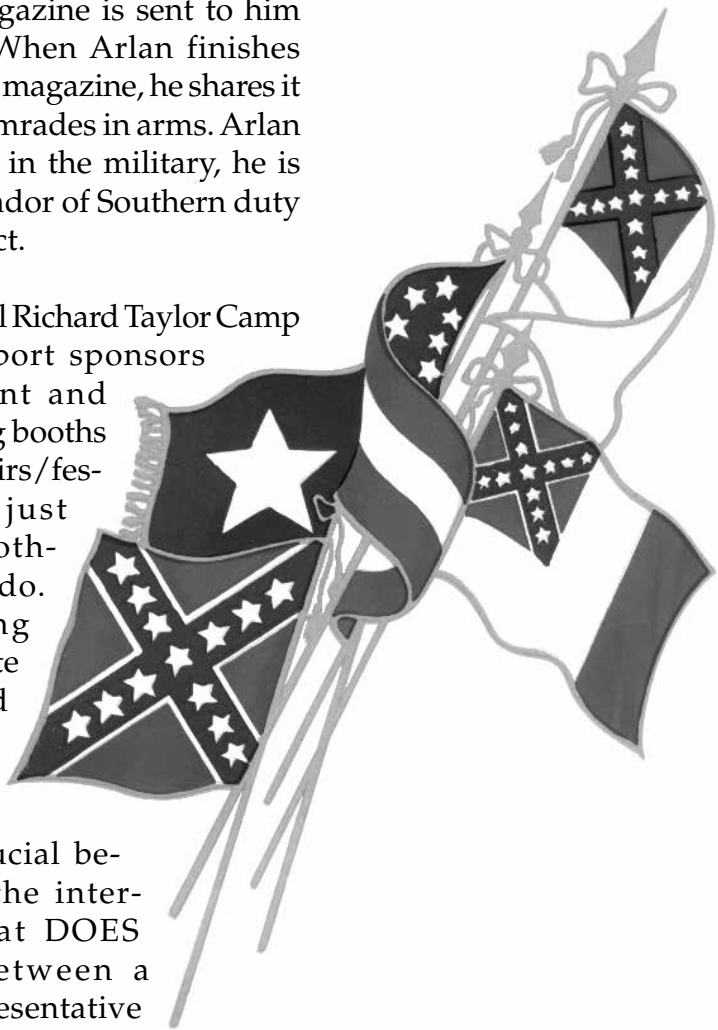 gazine is sent to him
When Arlan finishes
magazine, he shares it
mrades in arms. Arlan
in the military, he is
ador of Southern duty
ct.
l Richard Taylor Camp
port sponsors
nt and
g booths
irs/fes-
just
oth-
do.
ng
te
d
ucial be-
the inter-
at DOES
etween a
esentative